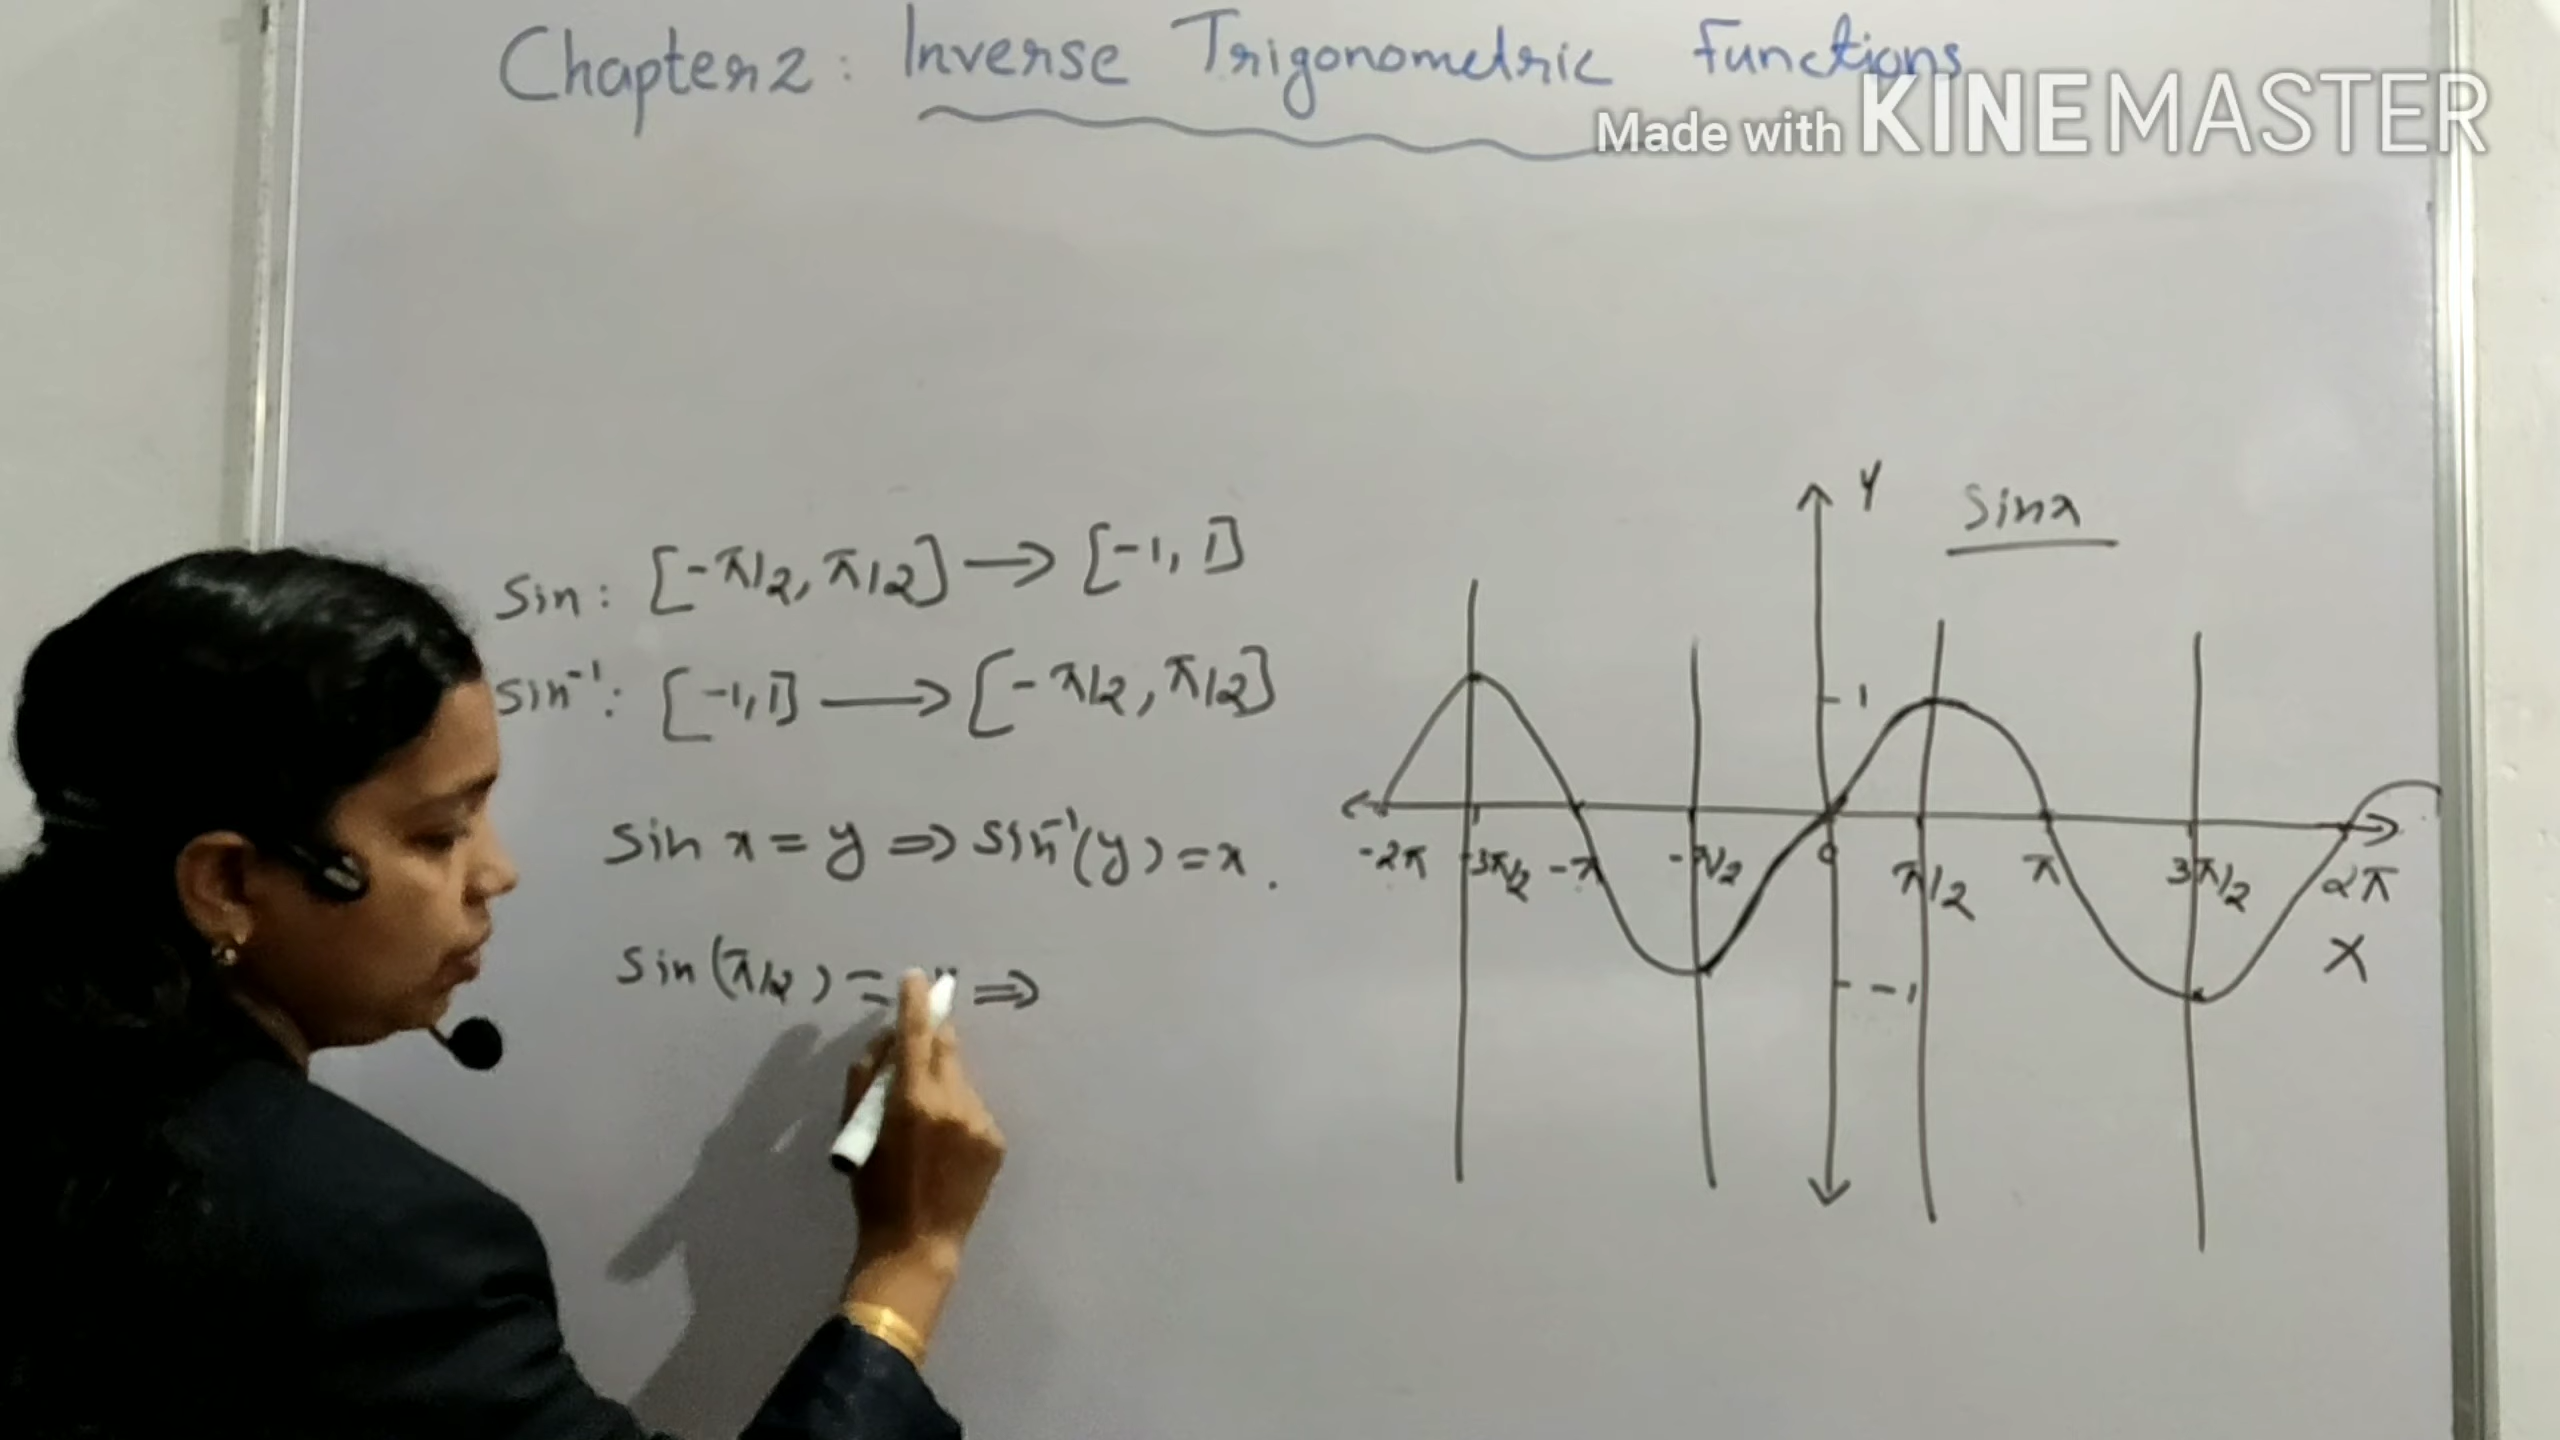 Chapter 2: Inverse Trigonometric Functions
Made with KINEMASTER
Sin: [-π/2, π/2] → [-1, 1]
Sin⁻¹: [-1, 1] → [-π/2, π/2]
Sin x = y ⇒ Sin⁻¹(y) = x.
Sin(π/2) = ⇒
Y
Sinx
1
-2π -3π/2 -π -π/2 0 π/2 π 3π/2 2π
X
-1